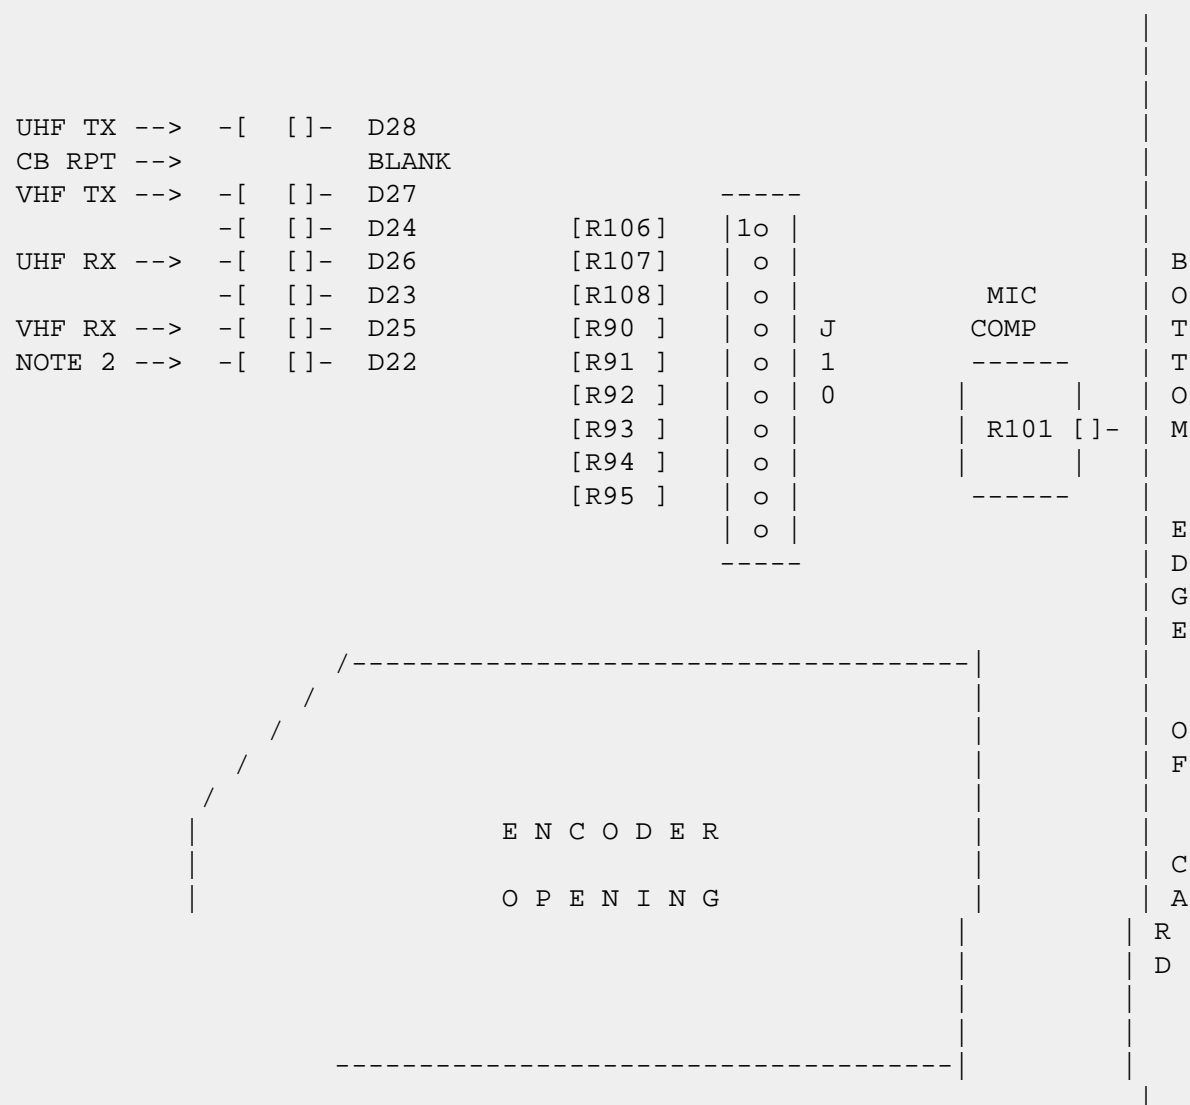 UHF TX --> -[ []- D28
CB RPT --> BLANK
VHF TX --> -[ []- D27 -----
-[ []- D24 [R106] |1o |
UHF RX --> -[ []- D26 [R107] | o | | B
-[ []- D23 [R108] | o | MIC | O
VHF RX --> -[ []- D25 [R90 ] | o | J COMP | T
NOTE 2 --> -[ []- D22 [R91 ] | o | 1 ------ | T
[R92 ] | o | 0 | | | O
[R93 ] | o | | R101 []- | M
[R94 ] | o | | | |
[R95 ] | o | ------ |
| o | | E
----- | D
| G
| E
/-------------------------------------| |
/ | |
/ | | O
/ | | F
/ | |
| E N C O D E R | |
| | | C
| O P E N I N G | | A
| | R
| | D
| |
| |
-------------------------------------| |
|